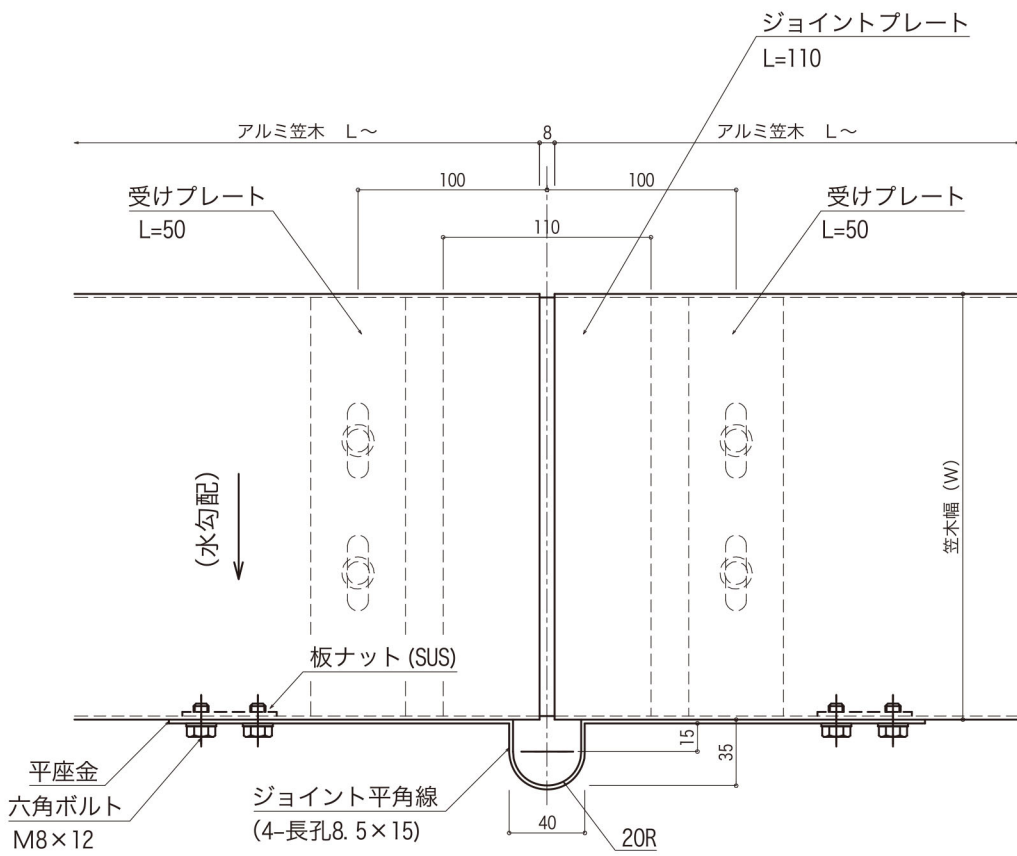 ジョイントプレート
L=110
アルミ笠木 L～
8
アルミ笠木 L～
100
100
受けプレート
L=50
受けプレート
L=50
110
(水勾配)
笠木幅 (W)
板ナット(SUS)
15
35
平座金
六角ボルト
M8×12
ジョイント平角線
(4-長孔8.5×15)
40
20R